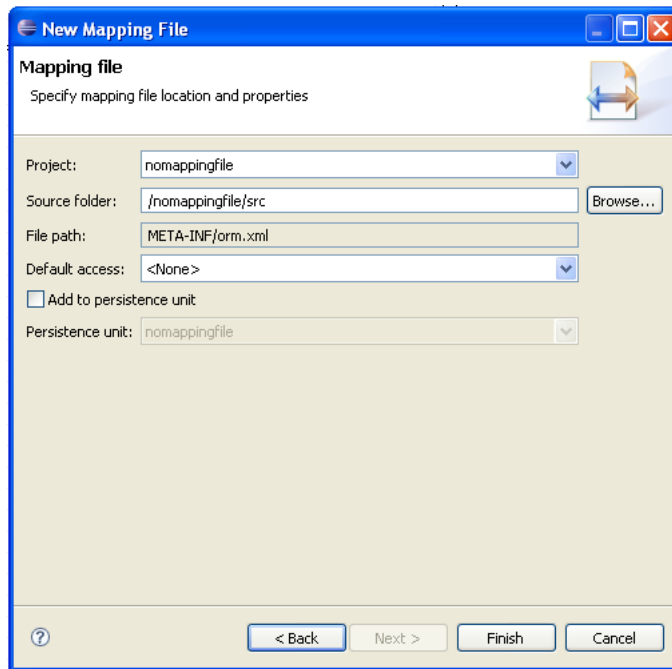 New Mapping File
Mapping file
Specify mapping file location and properties
Project: nomappingfile
Source folder: /nomappingfile/src Browse...
File path: META-INF/orm.xml
Default access: <None>
Add to persistence unit
Persistence unit: nomappingfile
? < Back Next > Finish Cancel